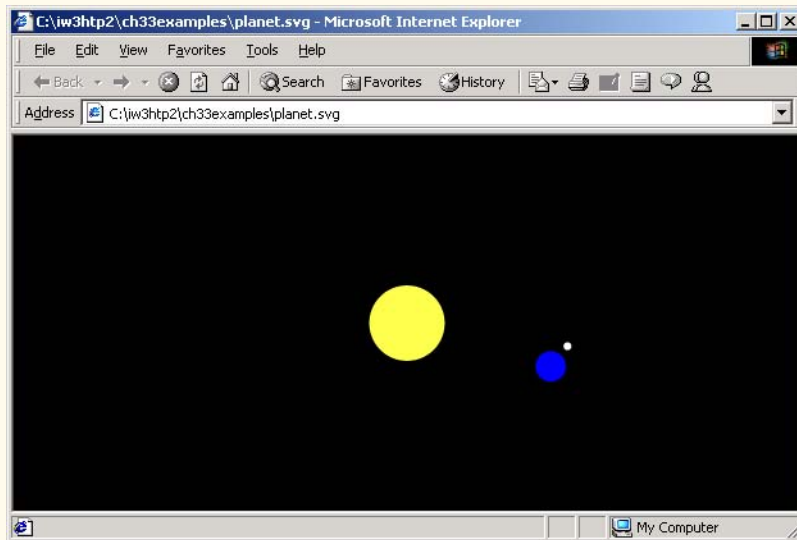 C:\iw3htp2\ch33examples\planet.svg - Microsoft Internet Explorer
File Edit View Favorites Tools Help
Back Search Favorites History
Address C:\iw3htp2\ch33examples\planet.svg
My Computer